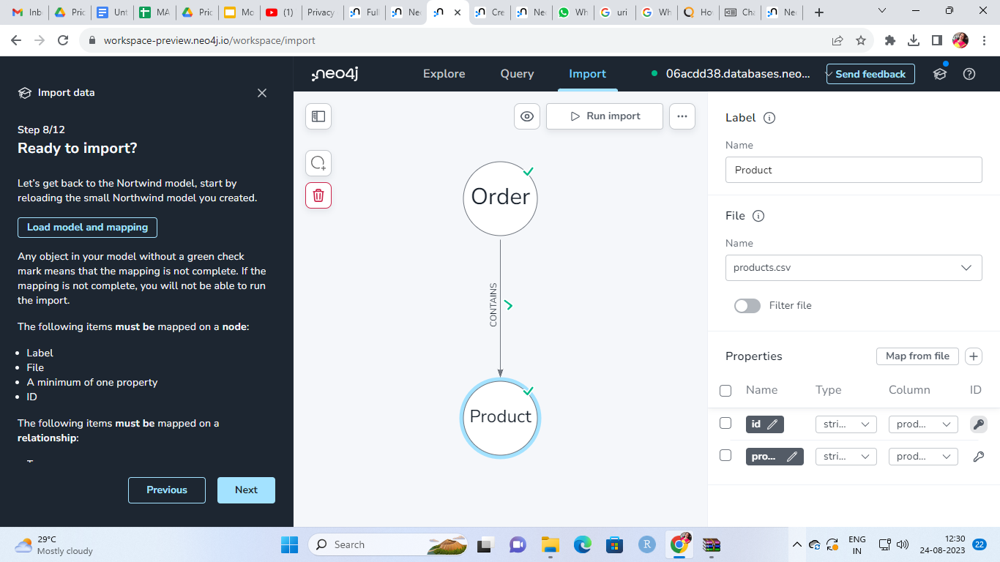 Inb
Pric
Unt
MA
Pric
Mo
(1)
Privacy
Full
Nec
Cre
Nec
Wh
uri
Wh
Hov
Cha
Nec
workspace-preview.neo4j.io/workspace/import
Import data
Step 8/12
Ready to import?
Let's get back to the Nortwind model, start by
reloading the small Northwind model you created.
Load model and mapping
Any object in your model without a green check
mark means that the mapping is not complete. If the
mapping is not complete, you will not be able to run
the import.
The following items must be mapped on a node:
Label
File
A minimum of one property
ID
The following items must be mapped on a
relationship:
Previous
Next
neo4j
Explore
Query
Import
06acdd38.databases.neo...
Send feedback
Run import
Order
CONTAINS
Product
Label
Name
Product
File
Name
products.csv
Filter file
Properties
Map from file
Name Type Column ID
id stri... prod...
pro... stri... prod...
29°C
Mostly cloudy
Search
R
ENG
IN
12:30
24-08-2023
22